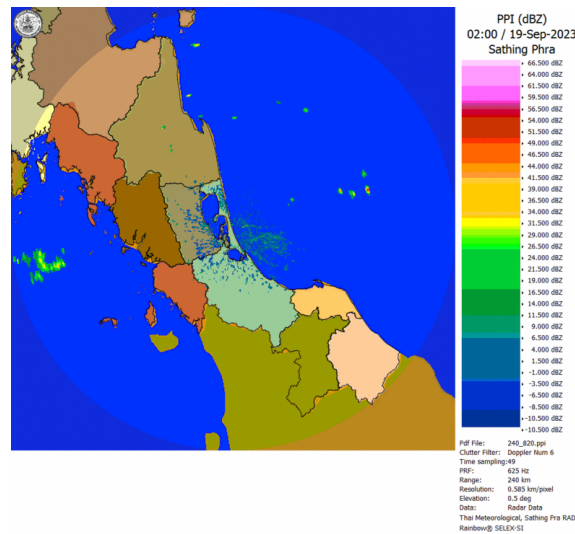 PPI (dBZ)
02:00 / 19-Sep-2023
Sathing Phra
66.500 dBZ
64.000 dBZ
61.500 dBZ
59.500 dBZ
56.500 dBZ
54.000 dBZ
51.500 dBZ
49.000 dBZ
46.500 dBZ
44.000 dBZ
41.500 dBZ
39.000 dBZ
36.500 dBZ
34.000 dBZ
31.500 dBZ
29.000 dBZ
26.500 dBZ
24.000 dBZ
21.500 dBZ
19.000 dBZ
16.500 dBZ
14.000 dBZ
11.500 dBZ
9.000 dBZ
6.500 dBZ
4.000 dBZ
1.500 dBZ
-1.000 dBZ
-3.500 dBZ
-6.500 dBZ
-8.500 dBZ
-10.500 dBZ
-10.500 dBZ
Pdf File: 240_820.ppi
Clutter Filter: Doppler Num 6
Time sampling:49
PRF: 625 Hz
Range: 240 km
Resolution: 0.585 km/pixel
Elevation: 0.5 deg
Data: Radar Data
Thai Meteorological, Sathing Pra RAD
Rainbow® SELEX-SI